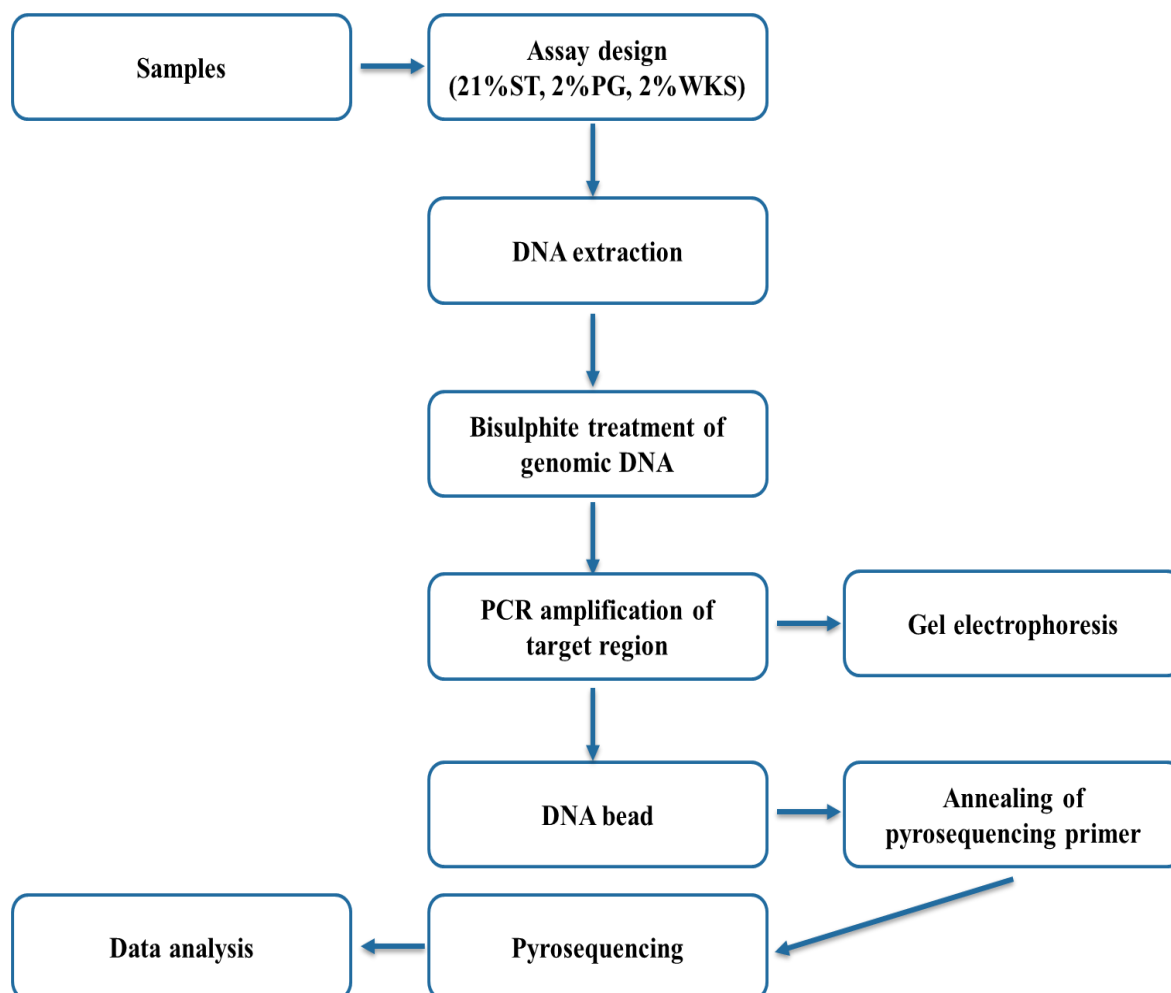 Samples
Assay design
(21%ST, 2%PG, 2%WKS)
DNA extraction
Bisulphite treatment of
genomic DNA
PCR amplification of
target region
Gel electrophoresis
DNA bead
Annealing of
pyrosequencing primer
Pyrosequencing
Data analysis